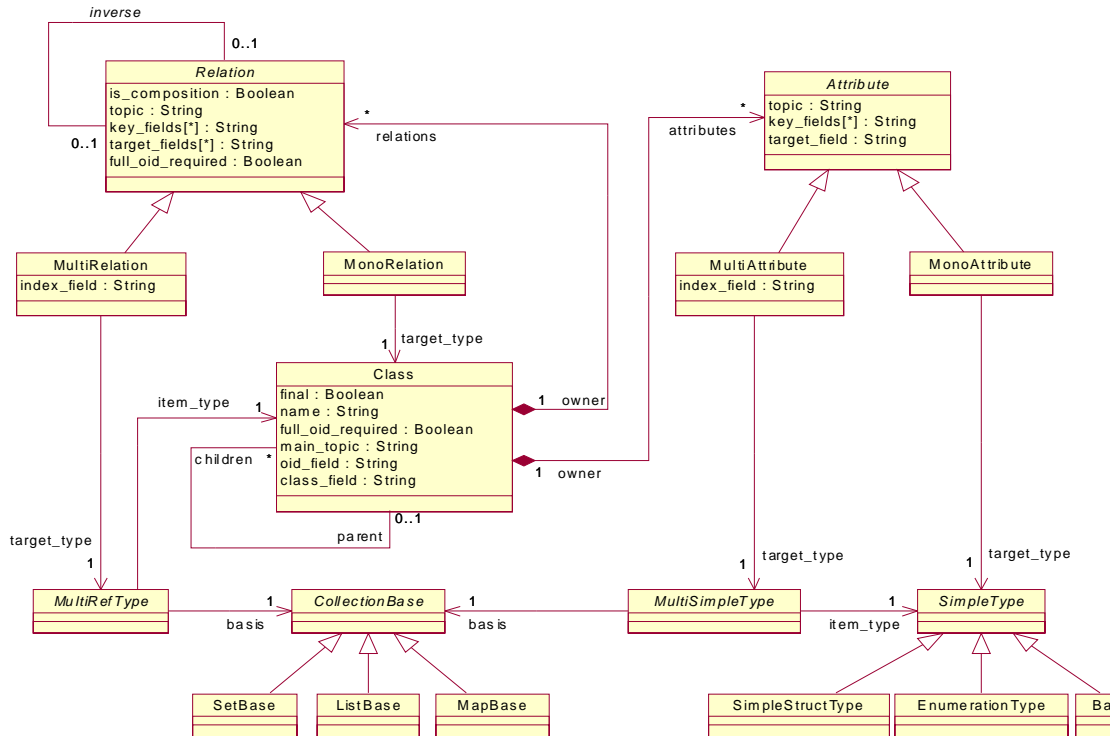 inverse
0..1
Relation
is_composition : Boolean
topic : String
key_fields[*] : String
target_fields[*] : String
full_oid_required : Boolean
0..1
*
relations
*
attributes
Attribute
topic : String
key_fields[*] : String
target_field : String
MultiRelation
index_field : String
MonoRelation
MultiAttribute
index_field : String
MonoAttribute
1
target_type
Class
final : Boolean
name : String
full_oid_required : Boolean
main_topic : String
oid_field : String
class_field : String
item_type
1
1
owner
1
owner
children
*
0..1
parent
target_type
1
target_type
1
target_type
1
MultiRefType
1
basis
CollectionBase
1
basis
MultiSimpleType
1
item_type
SimpleType
SetBase
ListBase
MapBase
SimpleStructType
EnumerationType
Ba